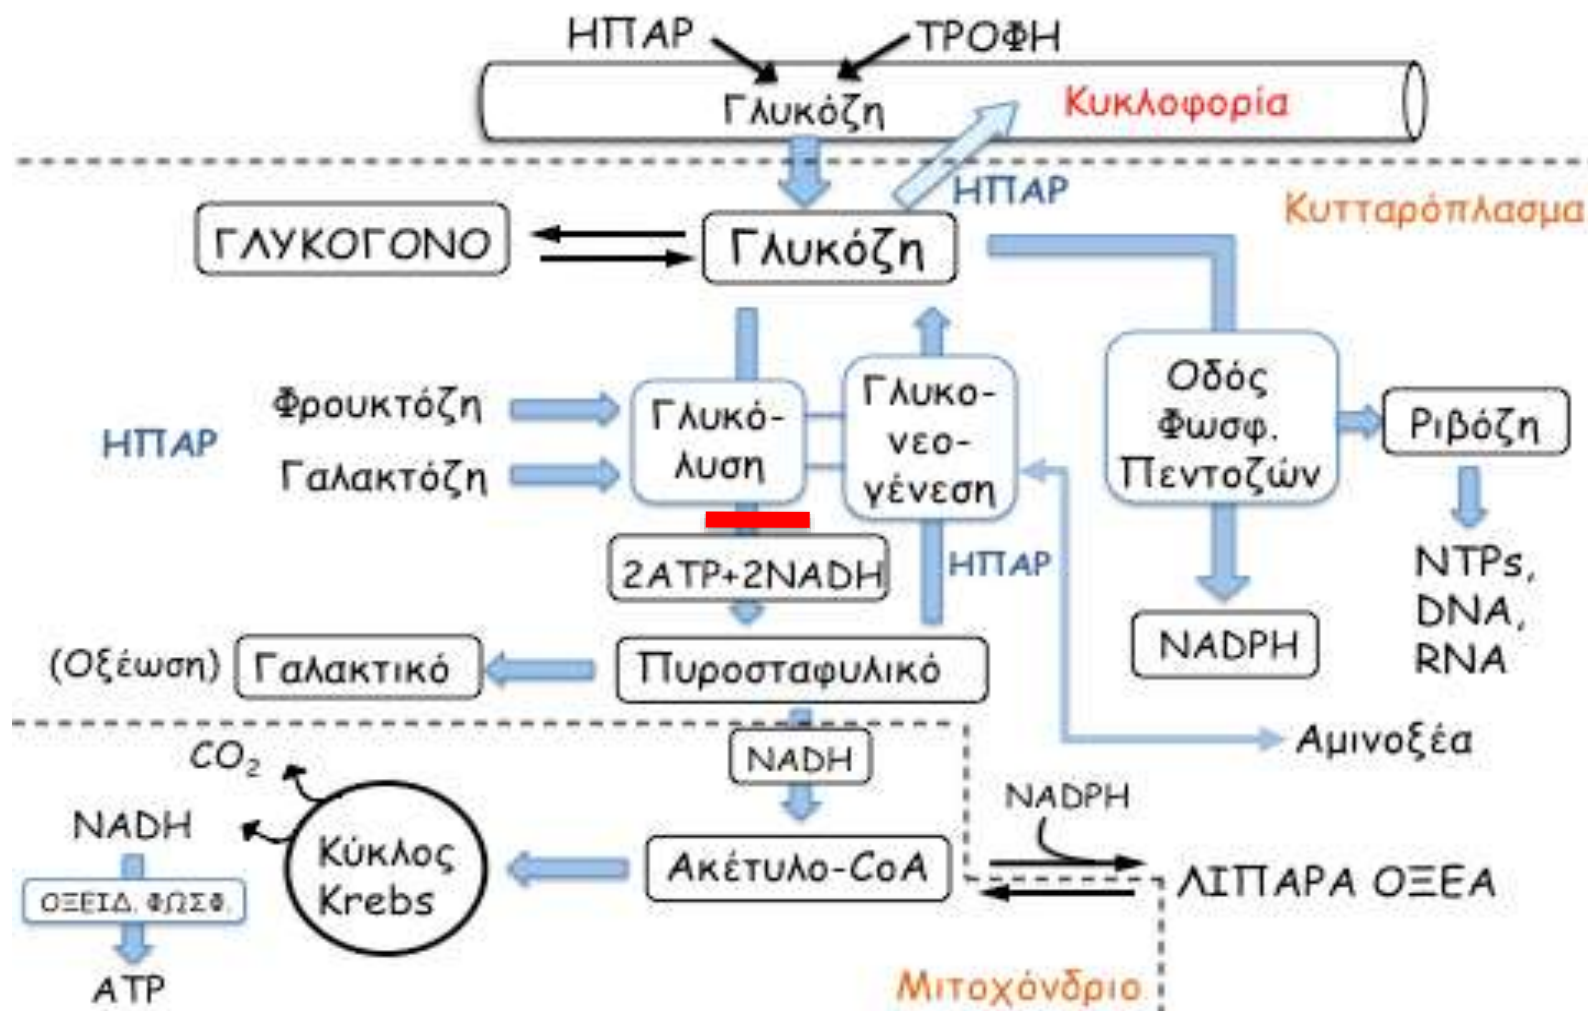 ΗΠΑΡ
ΤΡΟΦΗ
Γλυκόζη
Κυκλοφορία
ΗΠΑΡ
Κυτταρόπλασμα
ΓΛΥΚΟΓΟΝΟ
Γλυκόζη
Φρουκτόζη
ΗΠΑΡ
Γαλακτόζη
Γλυκό-
λυση
Γλυκο-
νεο-
γένεση
Οδός
Φωσφ.
Πεντοζών
Ριβόζη
2ATP+2NADH
ΗΠΑΡ
NTPs,
DNA,
RNA
NADPH
(Οξέωση)
Γαλακτικό
Πυροσταφυλικό
Αμινοξέα
NADH
CO₂
NADH
Κύκλος
Krebs
Ακέτυλο-CoA
NADPH
ΛΙΠΑΡΑ ΟΞΕΑ
ΟΞΕΙΔ. ΦΩΣΦ.
ATP
Μιτοχόνδριο